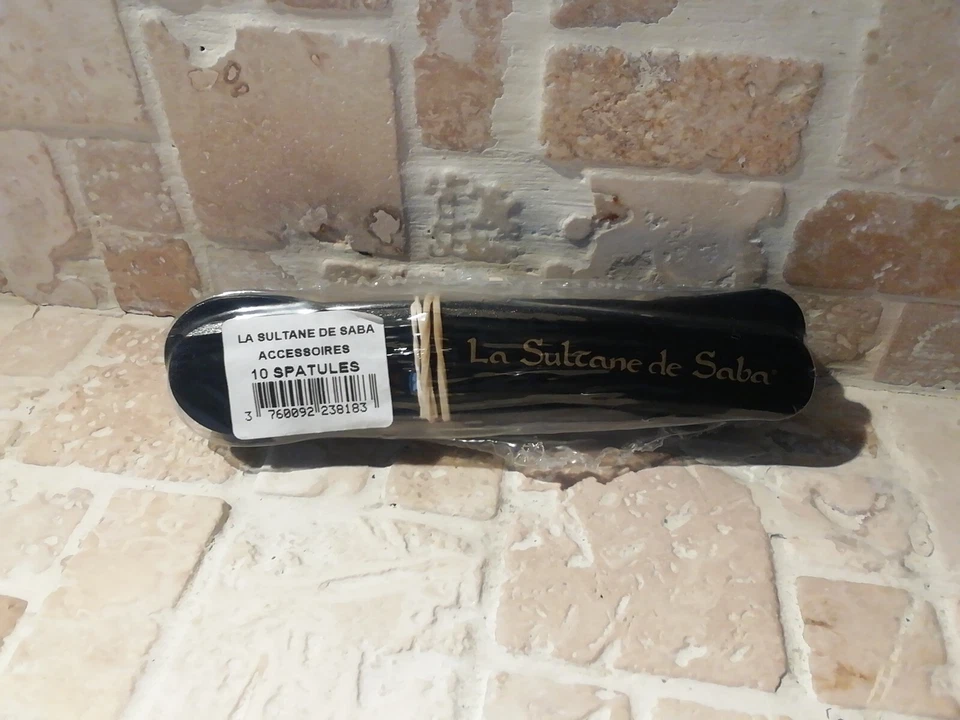 LA SULTANE DE SABA
ACCESSOIRES
10 SPATULES
3 760092 238183
La Sultane de Saba